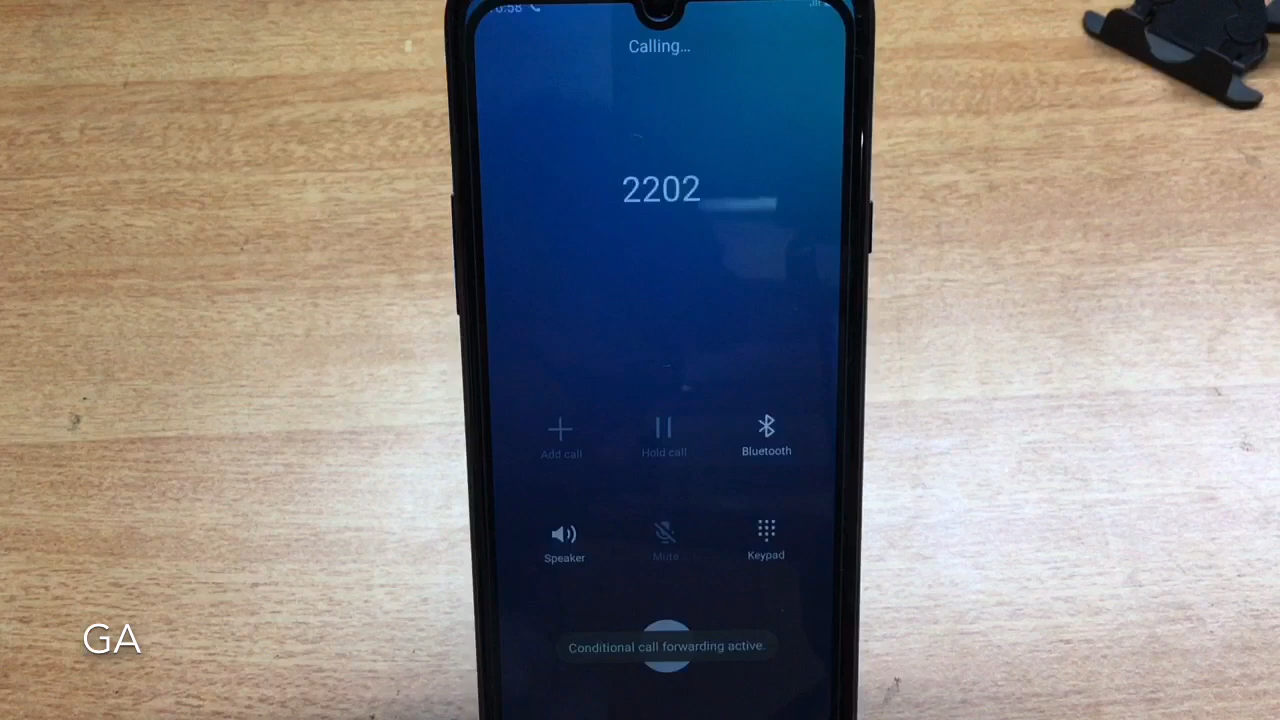 Calling...
2202
Add call
Hold call
Bluetooth
Speaker
Mute
Keypad
Conditional call forwarding active.
GA